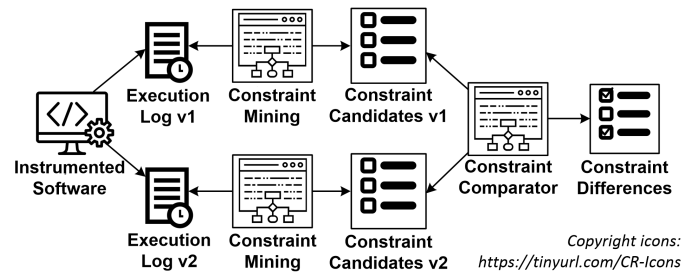 </>
Execution
Log v1
Constraint
Mining
Constraint
Candidates v1
Instrumented
Software
Constraint
Comparator
Constraint
Differences
Execution
Log v2
Constraint
Mining
Constraint
Candidates v2
Copyright icons:
https://tinyurl.com/CR-Icons